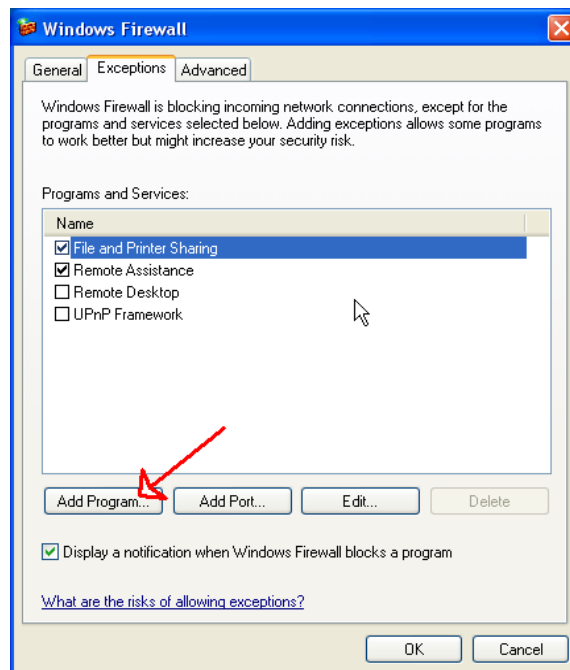 Windows Firewall
General Exceptions Advanced
Windows Firewall is blocking incoming network connections, except for the
programs and services selected below. Adding exceptions allows some programs
to work better but might increase your security risk.
Programs and Services:
Name
File and Printer Sharing
Remote Assistance
Remote Desktop
UPnP Framework
Add Program... Add Port... Edit... Delete
Display a notification when Windows Firewall blocks a program
What are the risks of allowing exceptions?
OK Cancel